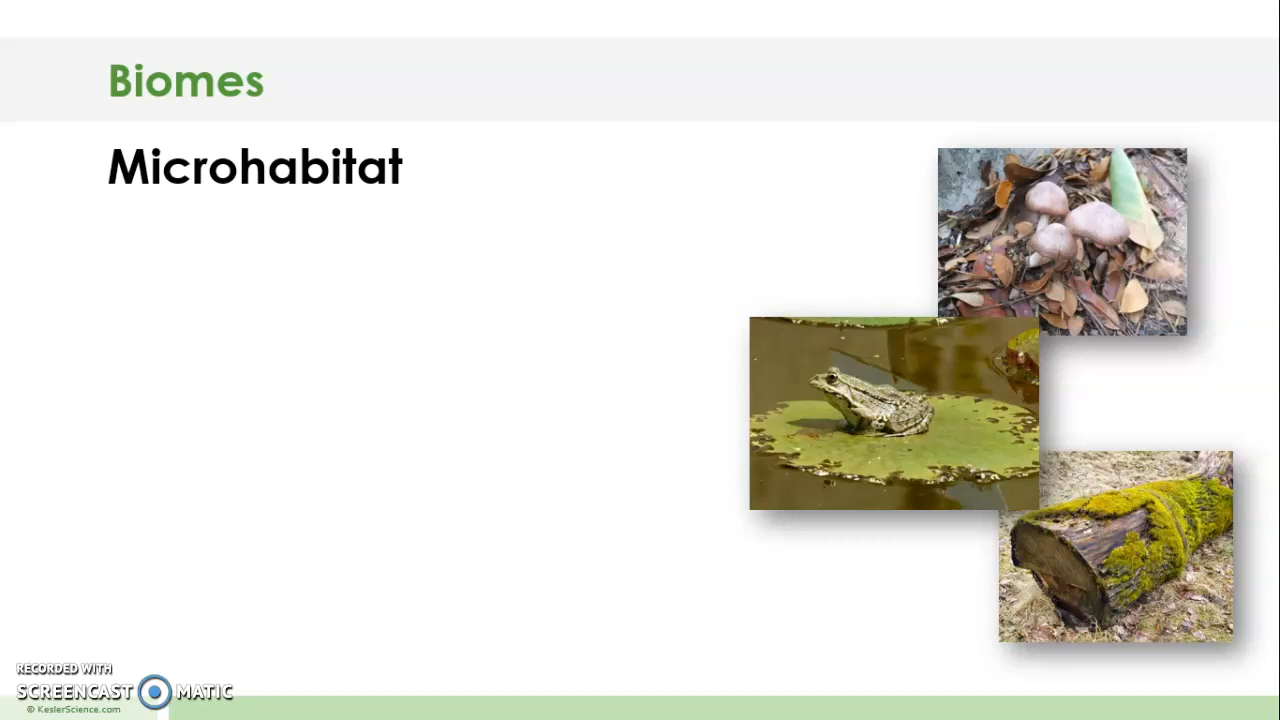 Biomes
Microhabitat
RECORDED WITH
SCREENCAST MATIC
© KeslerScience.com